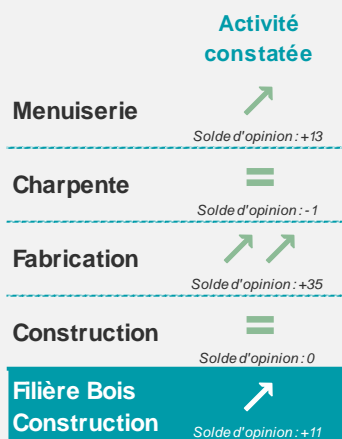 Activité
constatée
Menuiserie
Solde d'opinion : +13
Charpente
=
Solde d'opinion : -1
Fabrication
Solde d'opinion : +35
Construction
=
Solde d'opinion : 0
Filière Bois
Construction
Solde d'opinion : +11